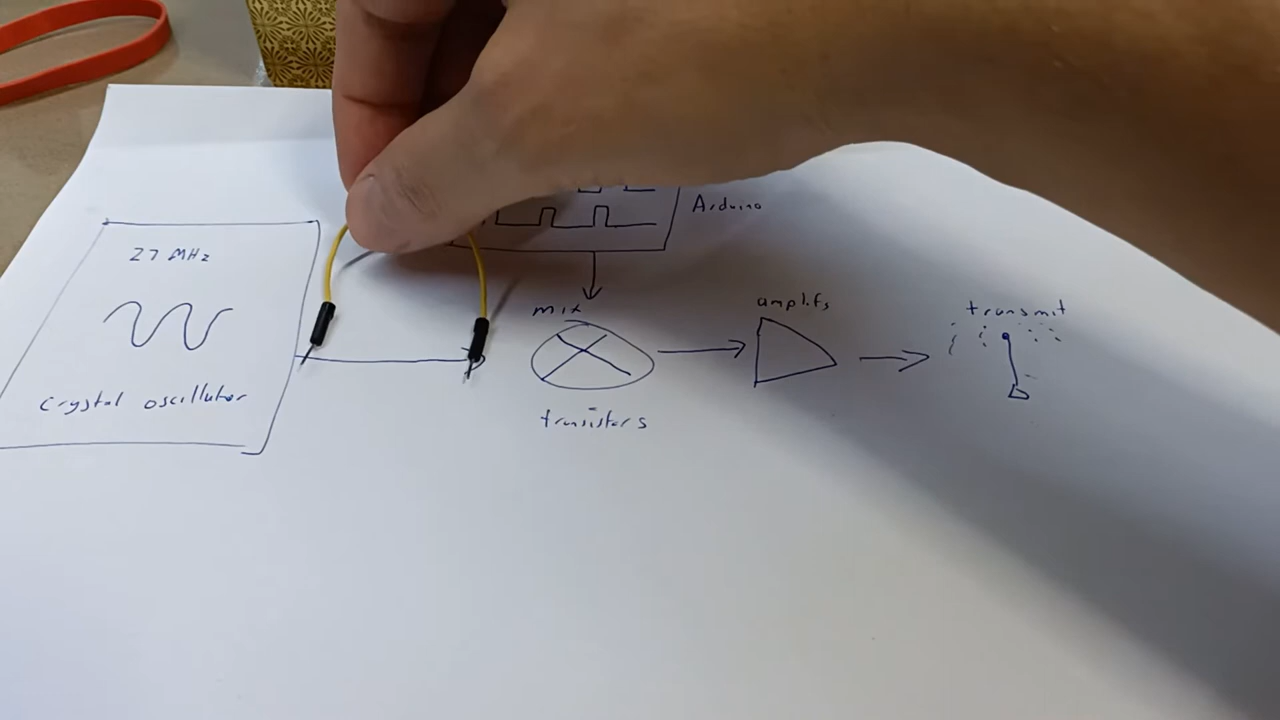 27 MHz
crystal oscillator
Arduino
mix
transistors
amplify
transmit